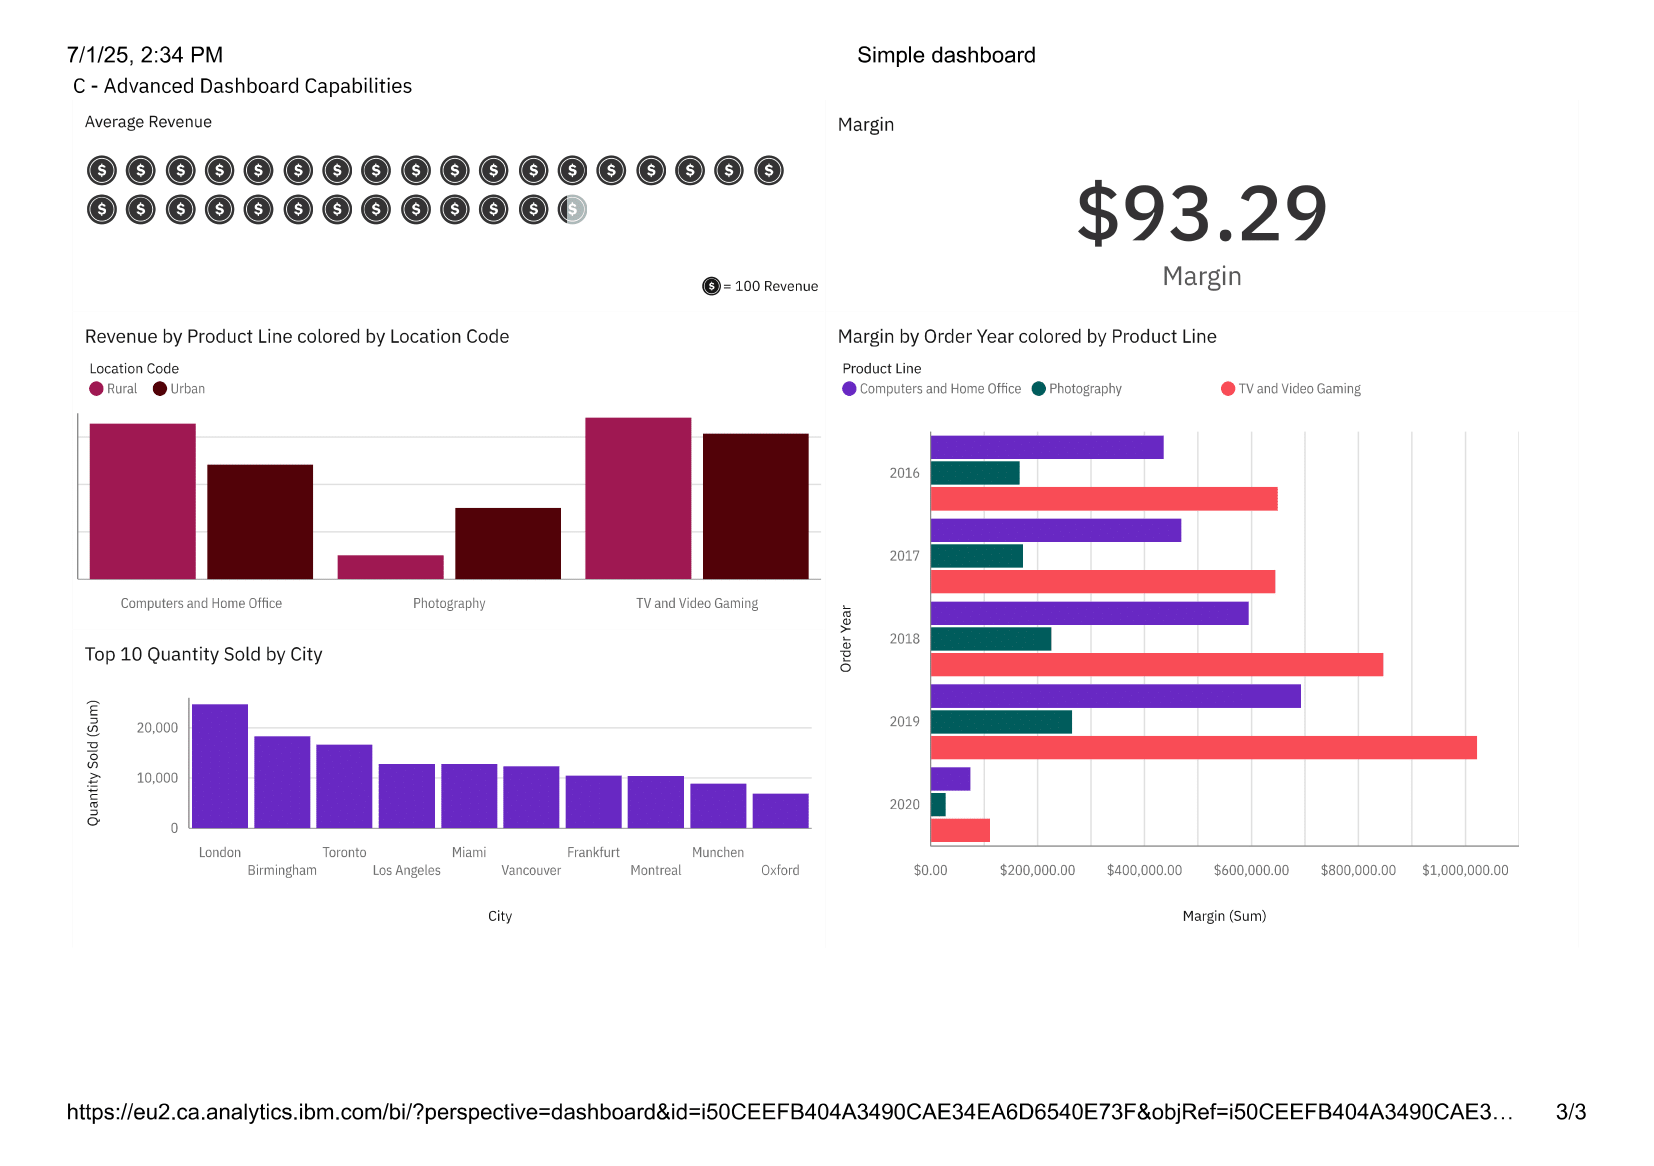 7/1/25, 2:34 PM
Simple dashboard
C - Advanced Dashboard Capabilities
Average Revenue
$ $ $ $ $ $ $ $ $ $ $ $ $ $ $ $ $ $
$ $ $ $ $ $ $ $ $ $ $ $ $
$ = 100 Revenue
Margin
$93.29
Margin
Revenue by Product Line colored by Location Code
Location Code
Rural Urban
Computers and Home Office Photography TV and Video Gaming
Top 10 Quantity Sold by City
Quantity Sold (Sum)
20,000
10,000
0
London Toronto Miami Frankfurt Munchen
Birmingham Los Angeles Vancouver Montreal Oxford
City
Margin by Order Year colored by Product Line
Product Line
Computers and Home Office Photography TV and Video Gaming
Order Year
2016
2017
2018
2019
2020
$0.00 $200,000.00 $400,000.00 $600,000.00 $800,000.00 $1,000,000.00
Margin (Sum)
https://eu2.ca.analytics.ibm.com/bi/?perspective=dashboard&id=i50CEEFB404A3490CAE34EA6D6540E73F&objRef=i50CEEFB404A3490CAE3…
3/3